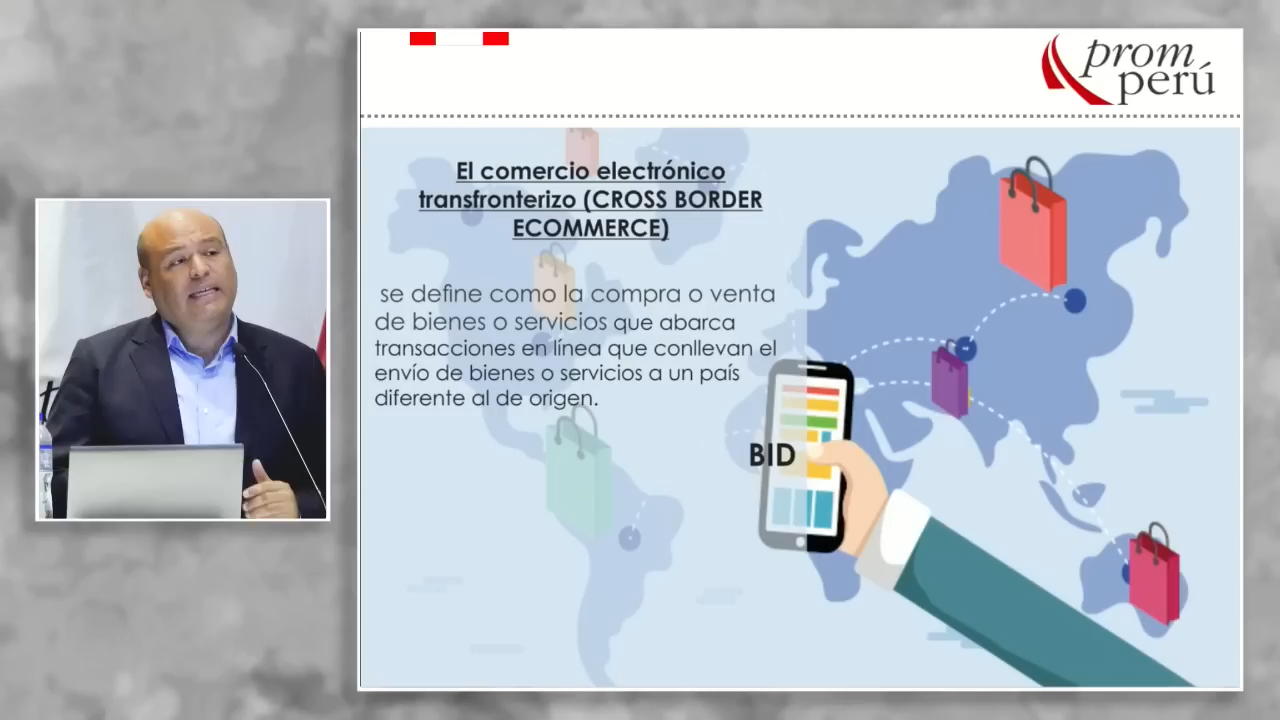 prom
perú
El comercio electrónico
transfronterizo (CROSS BORDER
ECOMMERCE)
se define como la compra o venta
de bienes o servicios que abarca
transacciones en línea que conllevan el
envío de bienes o servicios a un país
diferente al de origen.
BID